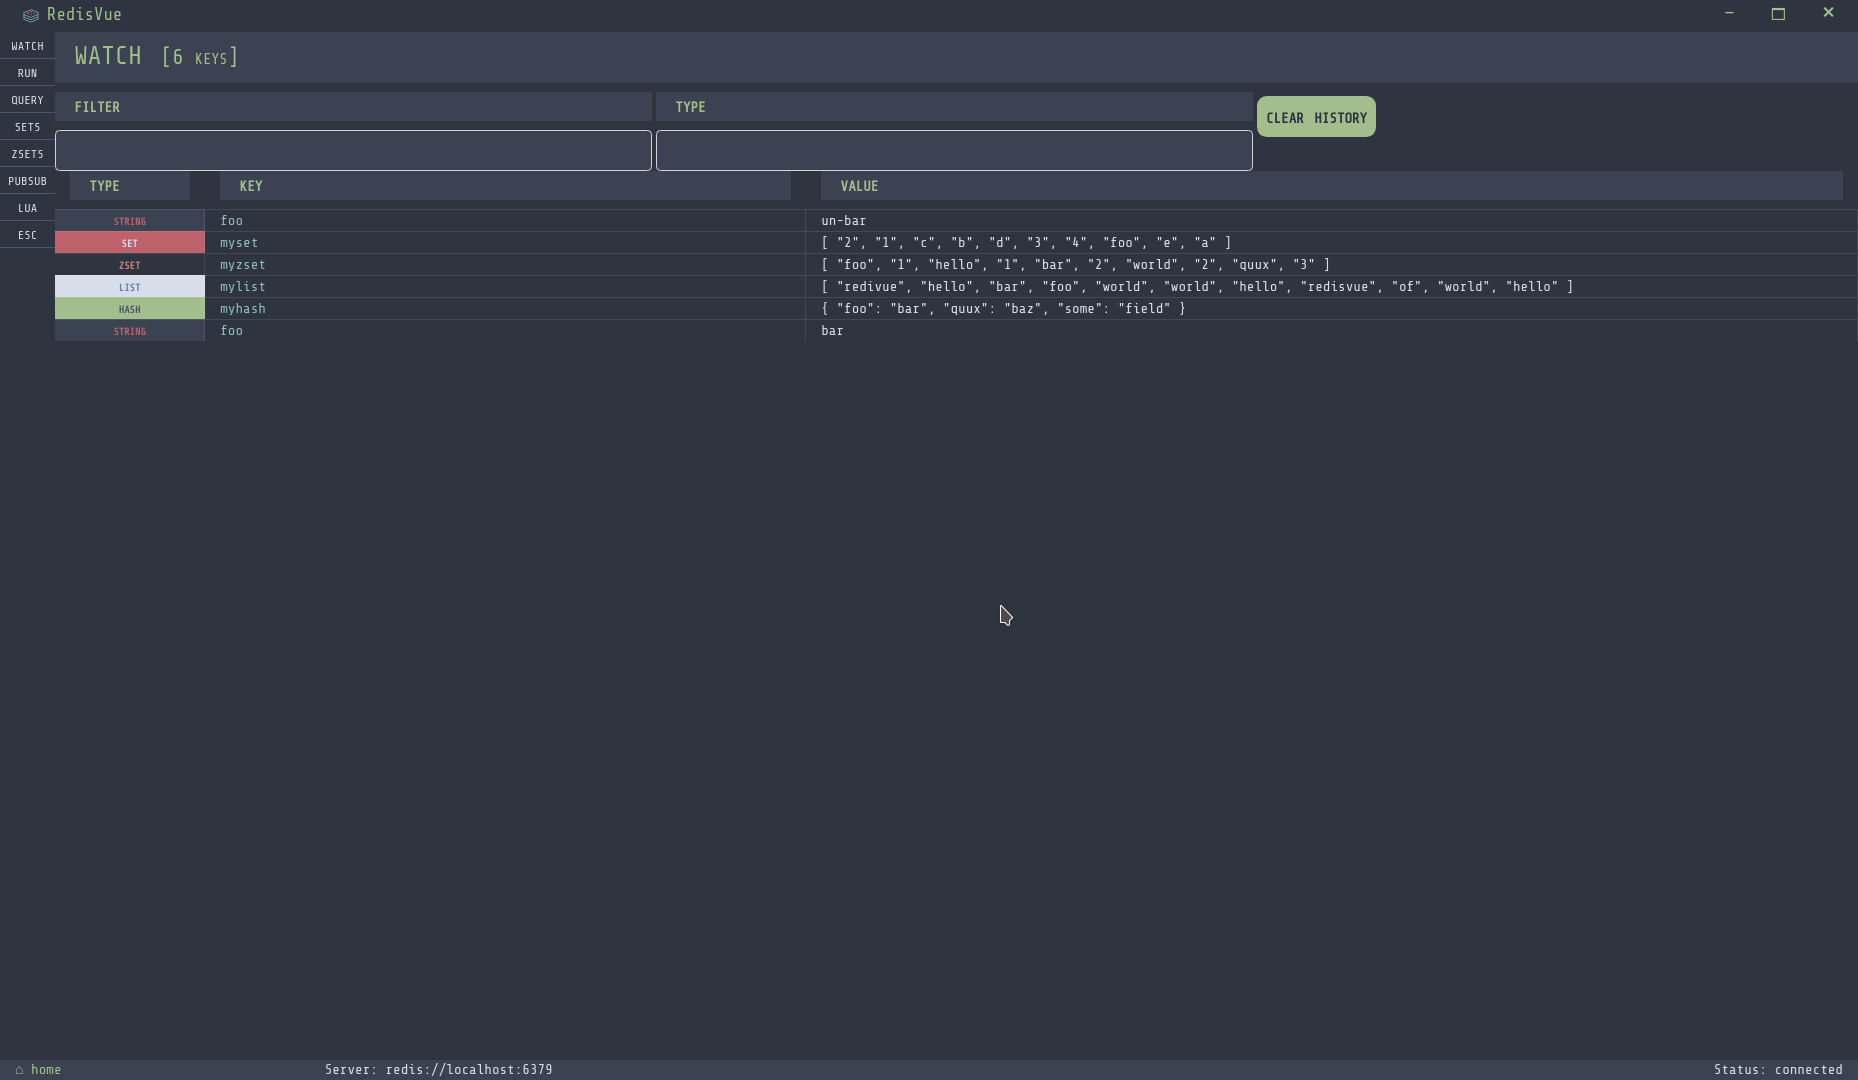 RedisVue
WATCH
RUN
QUERY
SETS
ZSETS
PUBSUB
LUA
ESC
WATCH [6 KEYS]
FILTER TYPE CLEAR HISTORY
TYPE KEY VALUE
STRING foo un-bar
SET myset [ "2", "1", "c", "b", "d", "3", "4", "foo", "e", "a" ]
ZSET myzset [ "foo", "1", "hello", "1", "bar", "2", "world", "2", "quux", "3" ]
LIST mylist [ "redivue", "hello", "bar", "foo", "world", "world", "hello", "redisvue", "of", "world", "hello" ]
HASH myhash { "foo": "bar", "quux": "baz", "some": "field" }
STRING foo bar
⌂ home Server: redis://localhost:6379 Status: connected